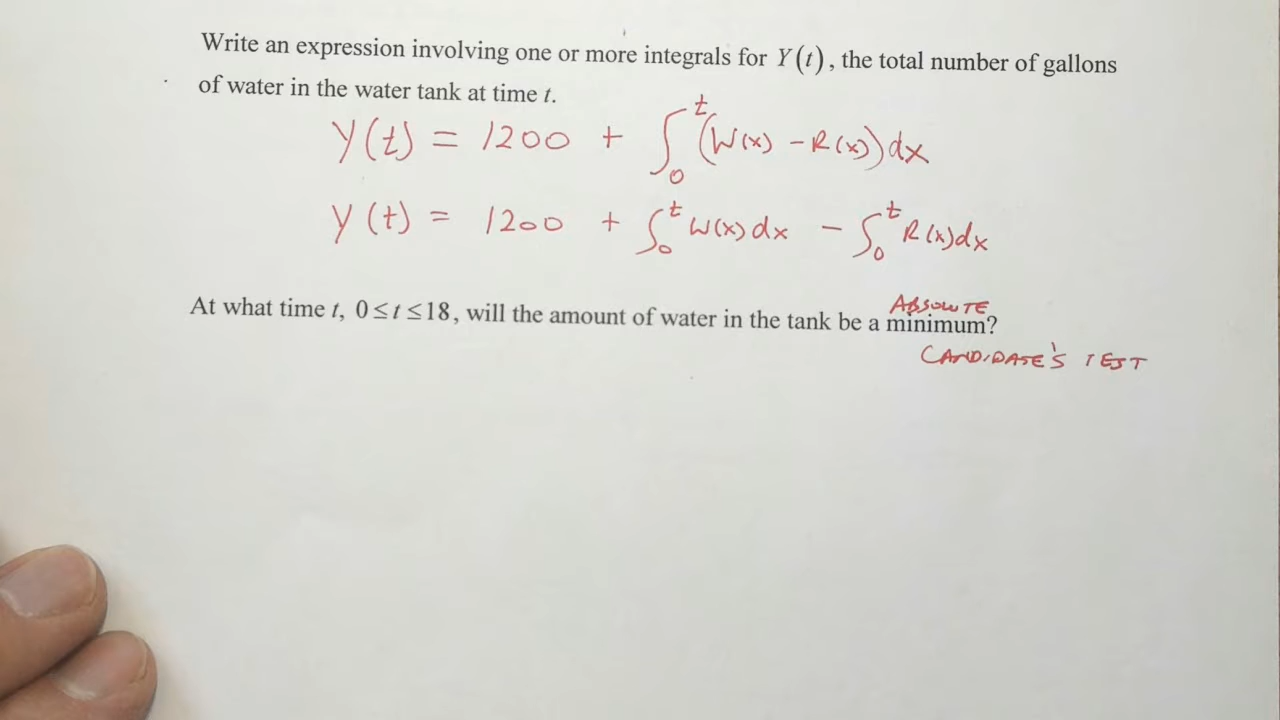 Write an expression involving one or more integrals for Y(t), the total number of gallons
of water in the water tank at time t.
Y(t) = 1200 + ∫₀ᵗ (W(x) - R(x)) dx
Y(t) = 1200 + ∫₀ᵗ W(x) dx - ∫₀ᵗ R(x) dx
ABSOLUTE
At what time t, 0 ≤ t ≤ 18, will the amount of water in the tank be a minimum?
CANDIDATE'S TEST